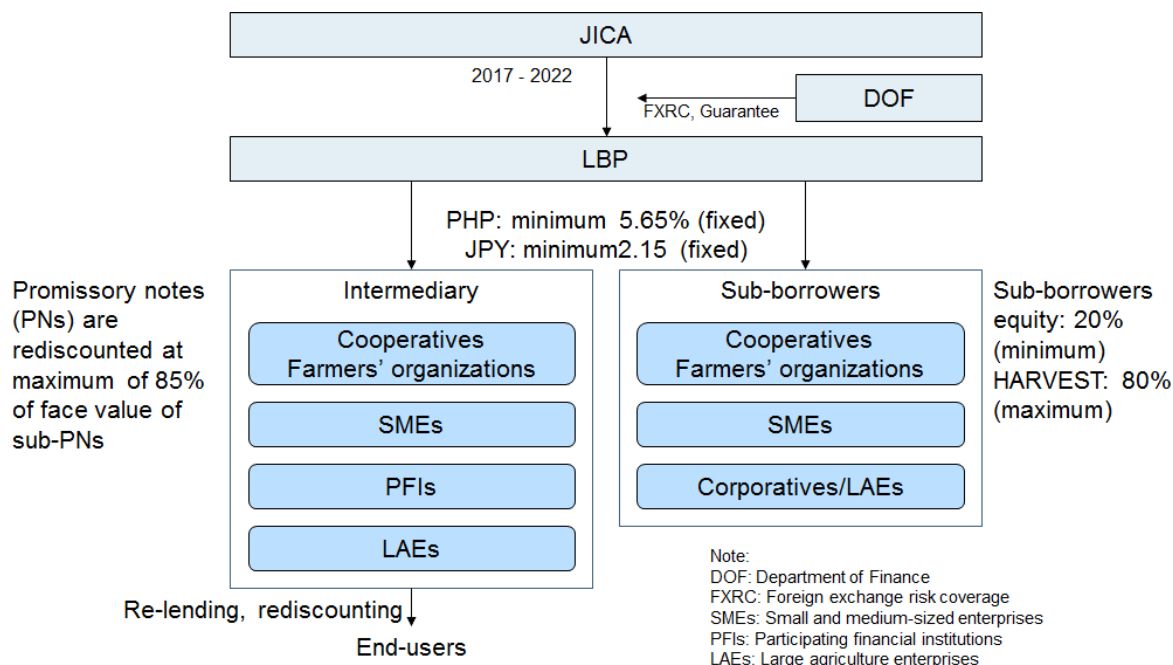 JICA
2017 - 2022
DOF
FXRC, Guarantee
LBP
PHP: minimum 5.65% (fixed)
JPY: minimum2.15 (fixed)
Promissory notes
(PNs) are
rediscounted at
maximum of 85%
of face value of
sub-PNs
Intermediary
Cooperatives
Farmers’ organizations
SMEs
PFIs
LAEs
Sub-borrowers
Cooperatives
Farmers’ organizations
SMEs
Corporatives/LAEs
Sub-borrowers
equity: 20%
(minimum)
HARVEST: 80%
(maximum)
Re-lending, rediscounting
End-users
Note:
DOF: Department of Finance
FXRC: Foreign exchange risk coverage
SMEs: Small and medium-sized enterprises
PFIs: Participating financial institutions
LAEs: Large agriculture enterprises